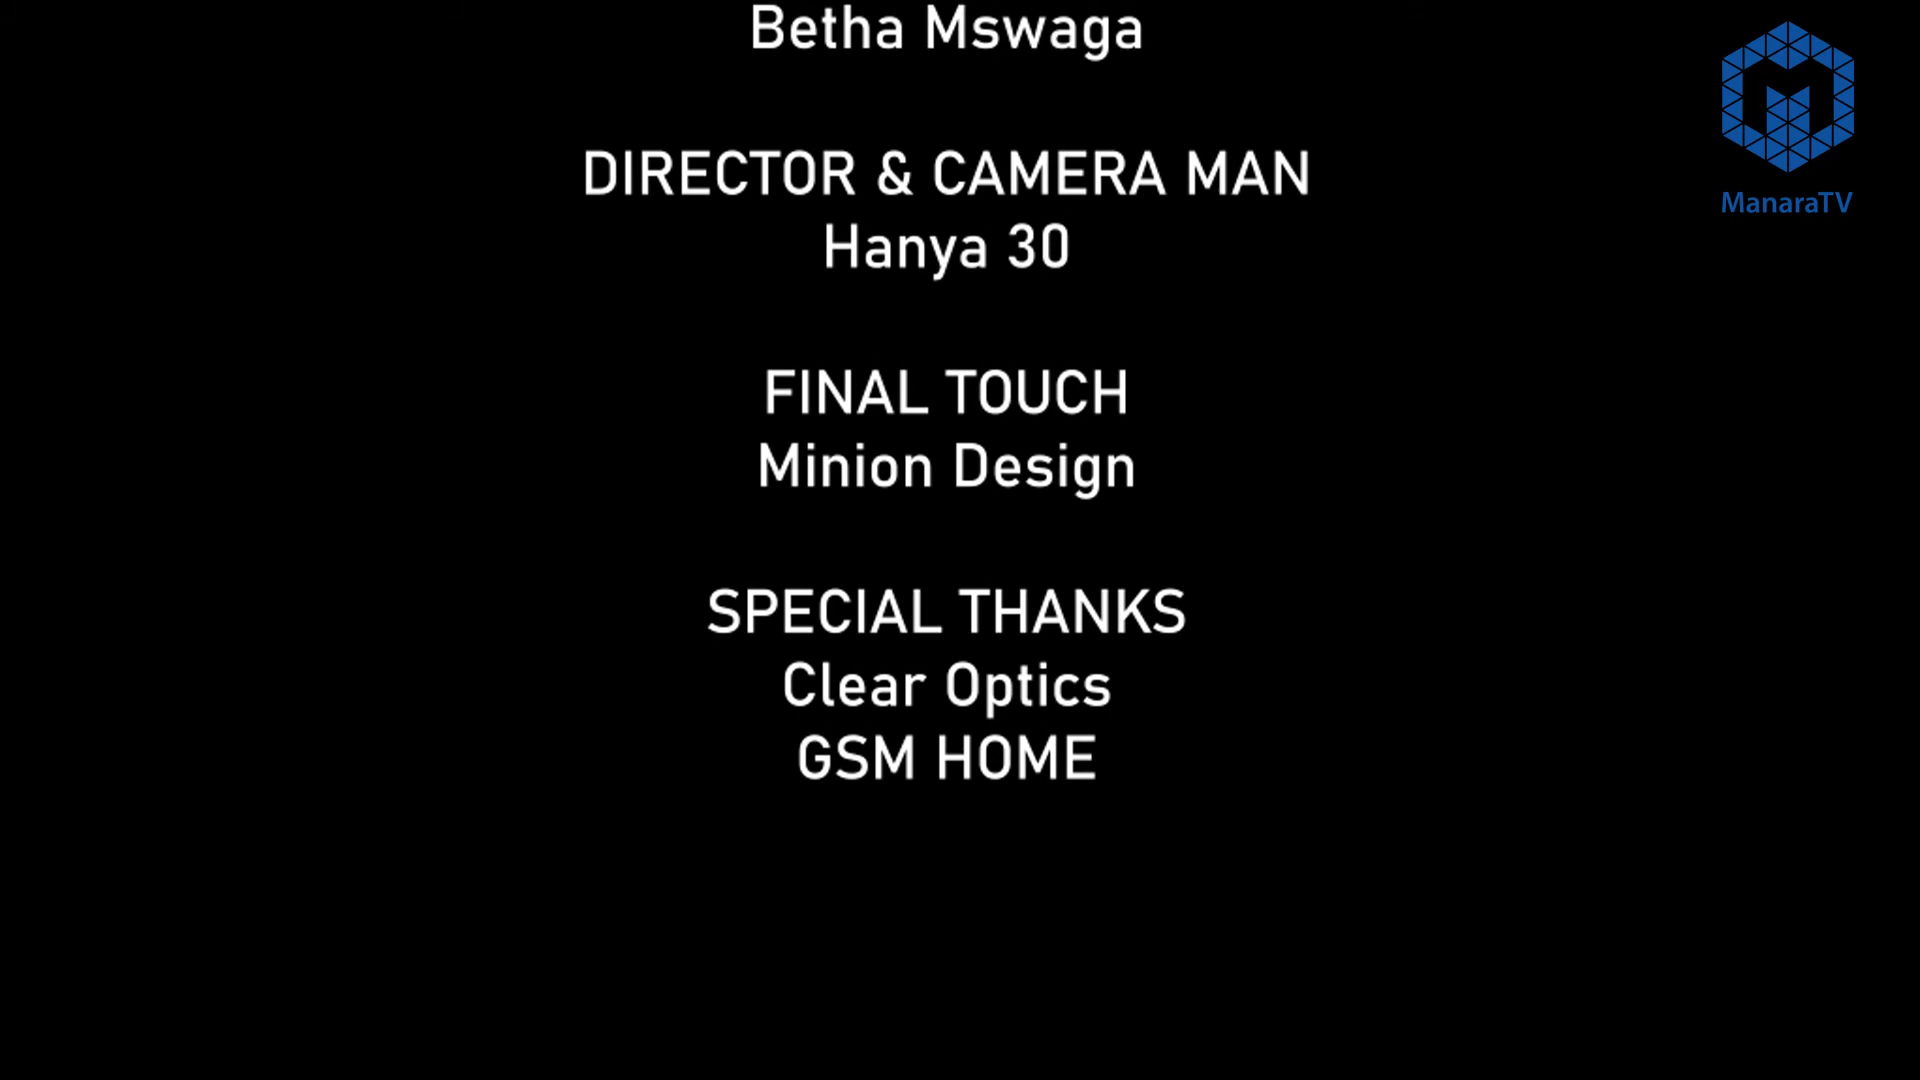 Betha Mswaga
ManaraTV
DIRECTOR & CAMERA MAN
Hanya 30
FINAL TOUCH
Minion Design
SPECIAL THANKS
Clear Optics
GSM HOME